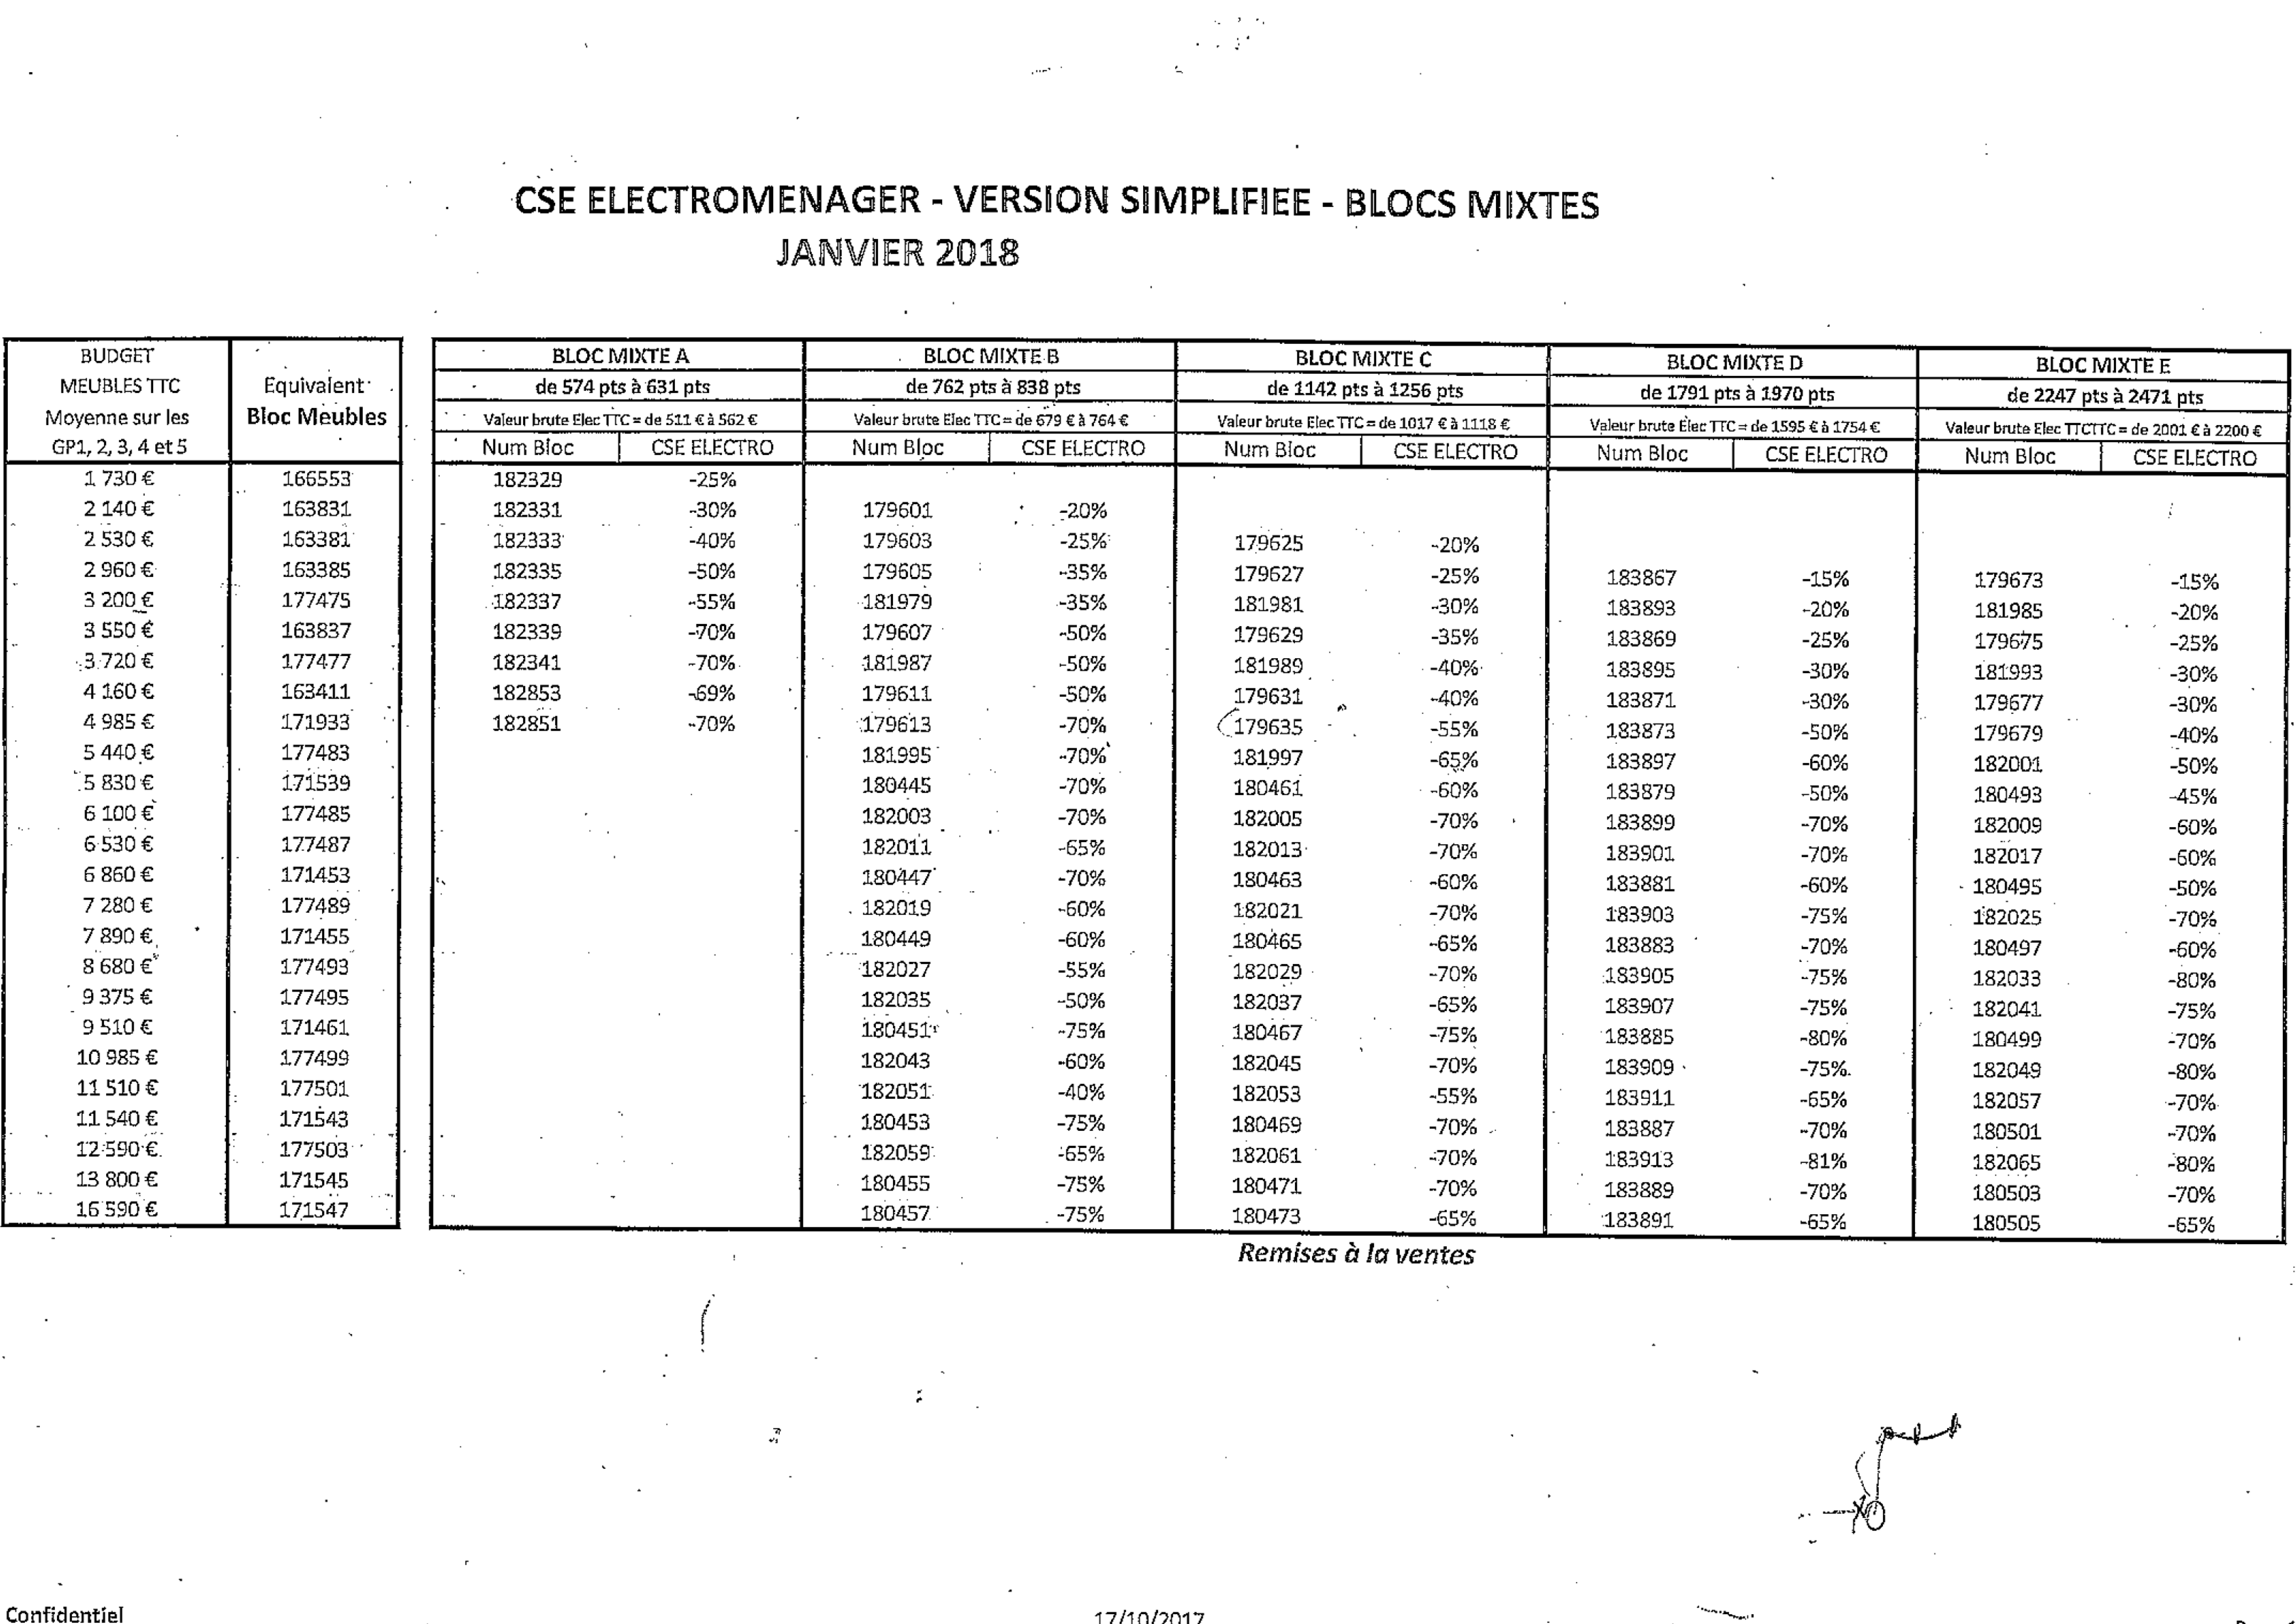 CSE ELECTROMENAGER - VERSION SIMPLIFIEE - BLOCS MIXTES
JANVIER 2018
BUDGET MEUBLES TTC Moyenne sur les GP1, 2, 3, 4 et 5
Equivalent Bloc Meubles
BLOC MIXTE A BLOC MIXTE B BLOC MIXTE C BLOC MIXTE D BLOC MIXTE E
de 574 pts à 631 pts de 762 pts à 838 pts de 1142 pts à 1256 pts de 1791 pts à 1970 pts de 2247 pts à 2471 pts
Valeur brute Elec TTC = de 511 € à 562 € Valeur brute Elec TTC = de 679 € à 764 € Valeur brute Elec TTC = de 1017 € à 1118 € Valeur brute Elec TTC = de 1595 € à 1754 € Valeur brute Elec TTCTTC = de 2001 € à 2200 €
Num Bloc CSE ELECTRO Num Bloc CSE ELECTRO Num Bloc CSE ELECTRO Num Bloc CSE ELECTRO Num Bloc CSE ELECTRO
1 730 € 166553 182329 -25%
2 140 € 163831 182331 -30% 179601 -20%
2 530 € 163381 182333 -40% 179603 -25% 179625 -20%
2 960 € 163385 182335 -50% 179605 -35% 179627 -25% 183867 -15% 179673 -15%
3 200 € 177475 182337 -55% 181979 -35% 181981 -30% 183893 -20% 181985 -20%
3 550 € 163837 182339 -70% 179607 -50% 179629 -35% 183869 -25% 179675 -25%
3 720 € 177477 182341 -70% 181987 -50% 181989 -40% 183895 -30% 181993 -30%
4 160 € 163411 182853 -69% 179611 -50% 179631 -40% 183871 -30% 179677 -30%
4 985 € 171933 182851 -70% 179613 -70% 179635 -55% 183873 -50% 179679 -40%
5 440 € 177483 181995 -70% 181997 -65% 183897 -60% 182001 -50%
5 830 € 171539 180445 -70% 180461 -60% 183879 -50% 180493 -45%
6 100 € 177485 182003 -70% 182005 -70% 183899 -70% 182009 -60%
6 530 € 177487 182011 -65% 182013 -70% 183901 -70% 182017 -60%
6 860 € 171453 180447 -70% 180463 -60% 183881 -60% 180495 -50%
7 280 € 177489 182019 -60% 182021 -70% 183903 -75% 182025 -70%
7 890 € 171455 180449 -60% 180465 -65% 183883 -70% 180497 -60%
8 680 € 177493 182027 -55% 182029 -70% 183905 -75% 182033 -80%
9 375 € 177495 182035 -50% 182037 -65% 183907 -75% 182041 -75%
9 510 € 171461 180451 -75% 180467 -75% 183885 -80% 180499 -70%
10 985 € 177499 182043 -60% 182045 -70% 183909 -75% 182049 -80%
11 510 € 177501 182051 -40% 182053 -55% 183911 -65% 182057 -70%
11 540 € 171543 180453 -75% 180469 -70% 183887 -70% 180501 -70%
12 590 € 177503 182059 -65% 182061 -70% 183913 -81% 182065 -80%
13 800 € 171545 180455 -75% 180471 -70% 183889 -70% 180503 -70%
16 590 € 171547 180457 -75% 180473 -65% 183891 -65% 180505 -65%
Remises à la ventes
Confidentiel 17/10/2017